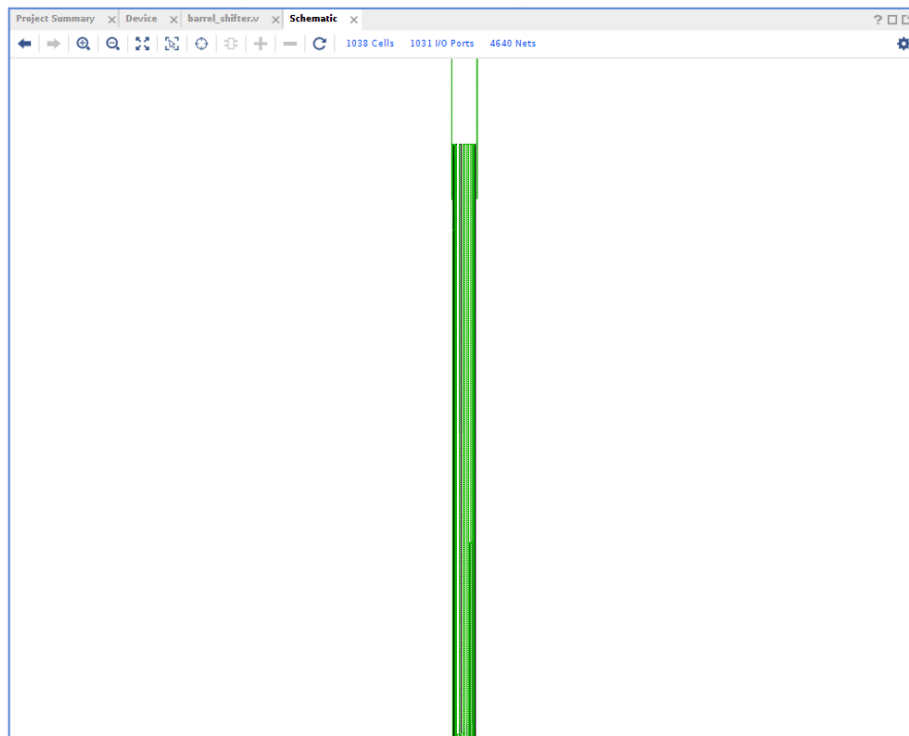 Project Summary Device barrel_shifter.v Schematic
1038 Cells 1031 I/O Ports 4640 Nets